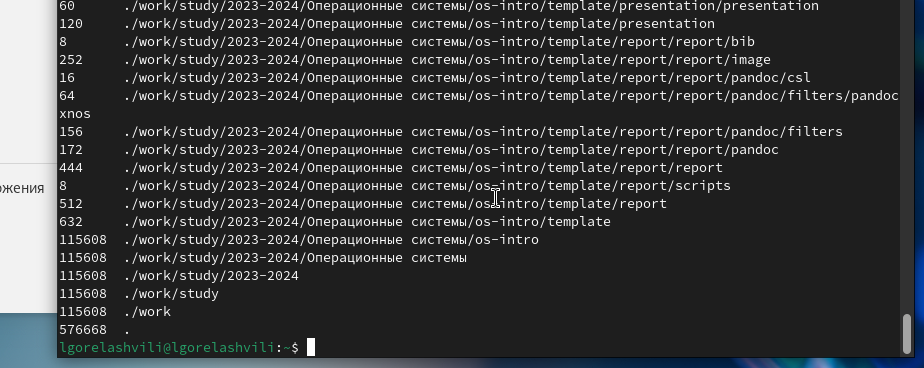 60      ./work/study/2023-2024/Операционные системы/os-intro/template/presentation/presentation
120     ./work/study/2023-2024/Операционные системы/os-intro/template/presentation
8       ./work/study/2023-2024/Операционные системы/os-intro/template/report/report/bib
252     ./work/study/2023-2024/Операционные системы/os-intro/template/report/report/image
16      ./work/study/2023-2024/Операционные системы/os-intro/template/report/report/pandoc/csl
64      ./work/study/2023-2024/Операционные системы/os-intro/template/report/report/pandoc/filters/pandoc
xnos
156     ./work/study/2023-2024/Операционные системы/os-intro/template/report/report/pandoc/filters
172     ./work/study/2023-2024/Операционные системы/os-intro/template/report/report/pandoc
444     ./work/study/2023-2024/Операционные системы/os-intro/template/report/report
ожения
8       ./work/study/2023-2024/Операционные системы/os-intro/template/report/scripts
512     ./work/study/2023-2024/Операционные системы/os-intro/template/report
632     ./work/study/2023-2024/Операционные системы/os-intro/template
115608  ./work/study/2023-2024/Операционные системы/os-intro
115608  ./work/study/2023-2024/Операционные системы
115608  ./work/study/2023-2024
115608  ./work/study
115608  ./work
576668  .
lgorelashvili@lgorelashvili:~$